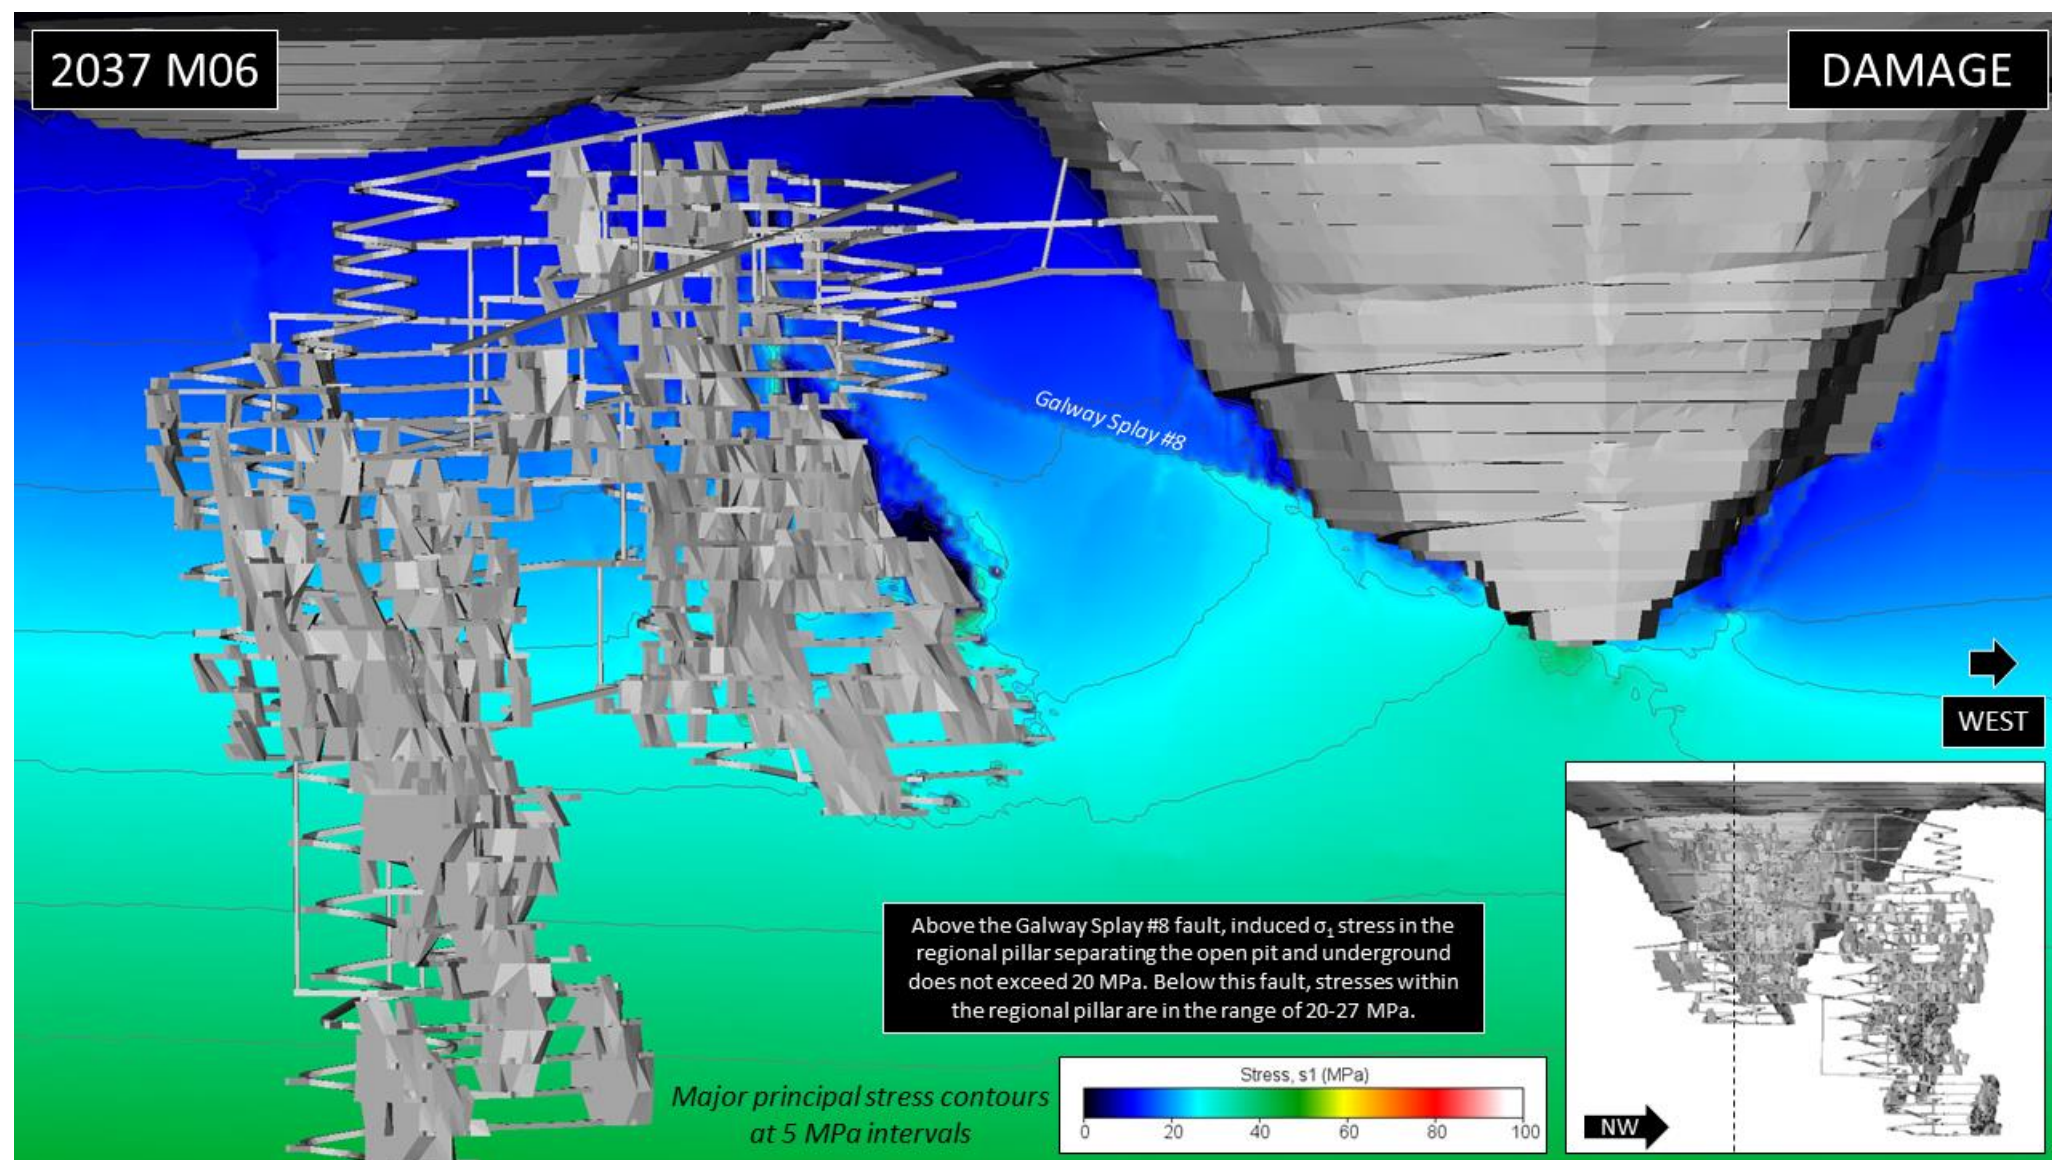 2037 M06
DAMAGE
Galway Splay #8
WEST
Above the Galway Splay #8 fault, induced σ₁ stress in the
regional pillar separating the open pit and underground
does not exceed 20 MPa. Below this fault, stresses within
the regional pillar are in the range of 20-27 MPa.
Major principal stress contours
at 5 MPa intervals
Stress, s1 (MPa)
0 20 40 60 80 100
NW